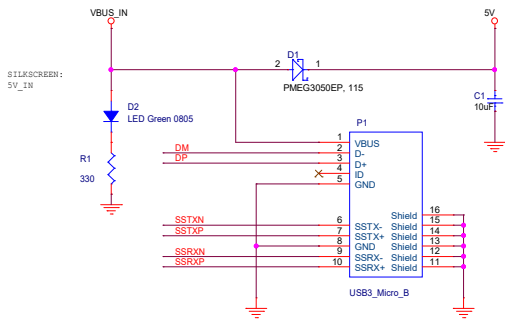 VBUS_IN
5V
SILKSCREEN:
5V_IN
D1
2
1
PMEG3050EP, 115
D2
LED Green 0805
C1
10uF
R1
330
P1
1 VBUS
DM 2 D-
DP 3 D+
4 ID
5 GND
Shield 16
SSTXN 6 SSTX- Shield 15
SSTXP 7 SSTX+ Shield 14
8 GND Shield 13
SSRXN 9 SSRX- Shield 12
SSRXP 10 SSRX+ Shield 11
USB3_Micro_B